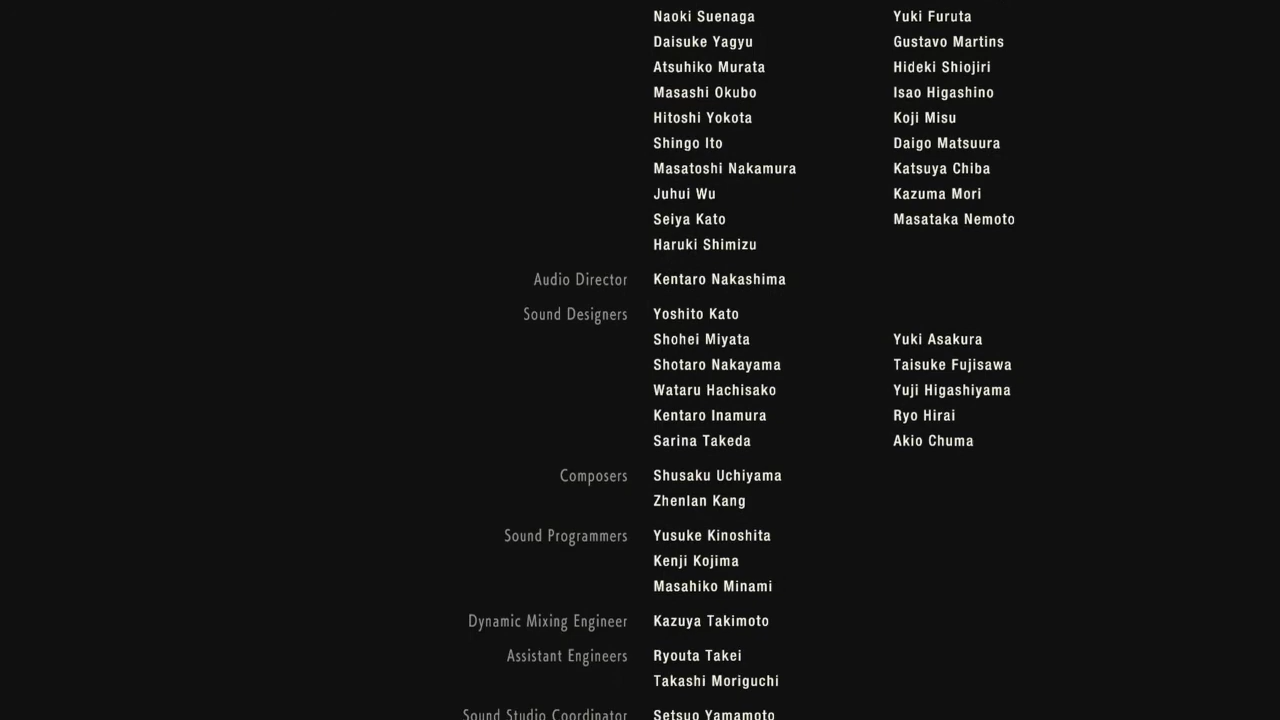 Naoki Suenaga Yuki Furuta
Daisuke Yagyu Gustavo Martins
Atsuhiko Murata Hideki Shiojiri
Masashi Okubo Isao Higashino
Hitoshi Yokota Koji Misu
Shingo Ito Daigo Matsuura
Masatoshi Nakamura Katsuya Chiba
Juhui Wu Kazuma Mori
Seiya Kato Masataka Nemoto
Haruki Shimizu
Audio Director Kentaro Nakashima
Sound Designers Yoshito Kato
Shohei Miyata Yuki Asakura
Shotaro Nakayama Taisuke Fujisawa
Wataru Hachisako Yuji Higashiyama
Kentaro Inamura Ryo Hirai
Sarina Takeda Akio Chuma
Composers Shusaku Uchiyama
Zhenlan Kang
Sound Programmers Yusuke Kinoshita
Kenji Kojima
Masahiko Minami
Dynamic Mixing Engineer Kazuya Takimoto
Assistant Engineers Ryouta Takei
Takashi Moriguchi
Sound Studio Coordinator Setsuo Yamamoto